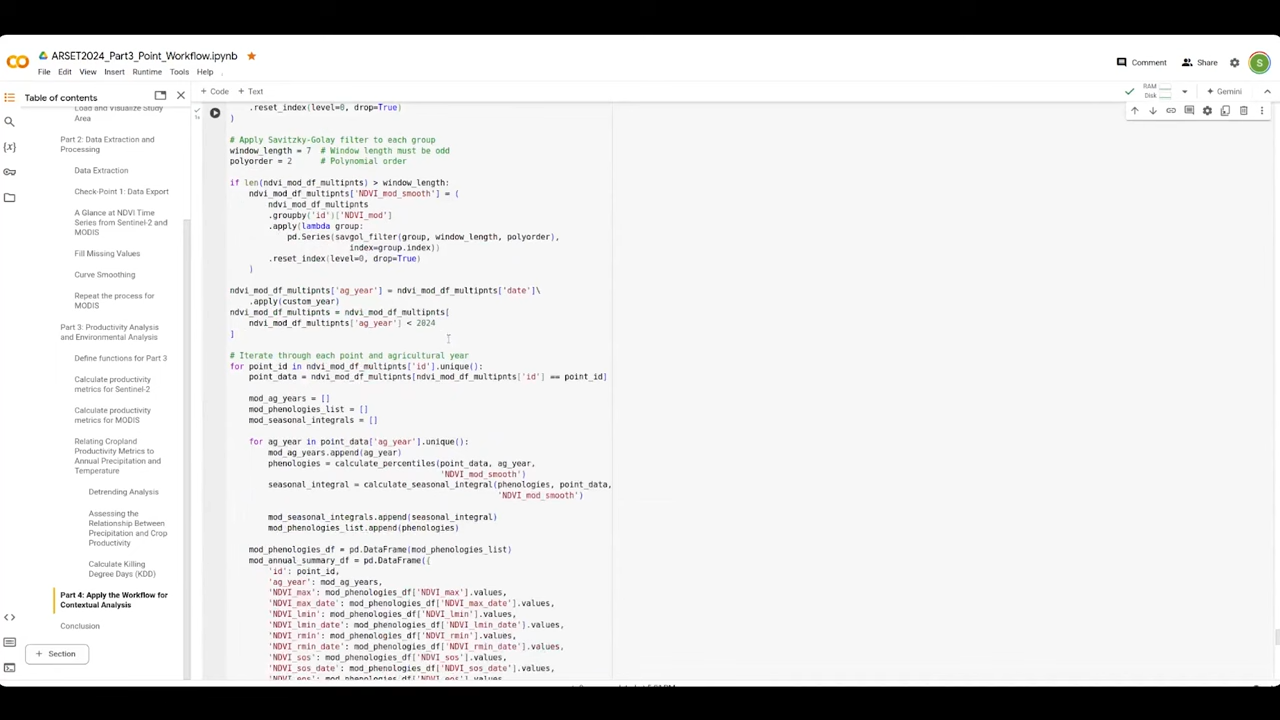 ARSET2024_Part3_Point_Workflow.ipynb
Comment
Share
S
File Edit View Insert Runtime Tools Help
+ Code + Text
RAM
Disk
Gemini
Table of contents
Load and Visualize Study
Area
Part 2: Data Extraction and
Processing
Data Extraction
Check-Point 1: Data Export
A Glance at NDVI Time
Series from Sentinel-2 and
MODIS
Fill Missing Values
Curve Smoothing
Repeat the process for
MODIS
Part 3: Productivity Analysis
and Environmental Analysis
Define functions for Part 3
Calculate productivity
metrics for Sentinel-2
Calculate productivity
metrics for MODIS
Relating Cropland
Productivity Metrics to
Annual Precipitation and
Temperature
Detrending Analysis
Assessing the
Relationship Between
Precipitation and Crop
Productivity
Calculate Killing
Degree Days (KDD)
Part 4: Apply the Workflow for
Contextual Analysis
Conclusion
+ Section
.reset_index(level=0, drop=True)
)
# Apply Savitzky-Golay filter to each group
window_length = 7 # Window length must be odd
polyorder = 2 # Polynomial order
if len(ndvi_mod_df_multipnts) > window_length:
ndvi_mod_df_multipnts['NDVI_mod_smooth'] = (
ndvi_mod_df_multipnts
.groupby('id')['NDVI_mod']
.apply(lambda group:
pd.Series(savgol_filter(group, window_length, polyorder),
index=group.index))
.reset_index(level=0, drop=True)
)
ndvi_mod_df_multipnts['ag_year'] = ndvi_mod_df_multipnts['date']\
.apply(custom_year)
ndvi_mod_df_multipnts = ndvi_mod_df_multipnts[
ndvi_mod_df_multipnts['ag_year'] < 2024
]
# Iterate through each point and agricultural year
for point_id in ndvi_mod_df_multipnts['id'].unique():
point_data = ndvi_mod_df_multipnts[ndvi_mod_df_multipnts['id'] == point_id]
mod_ag_years = []
mod_phenologies_list = []
mod_seasonal_integrals = []
for ag_year in point_data['ag_year'].unique():
mod_ag_years.append(ag_year)
phenologies = calculate_percentiles(point_data, ag_year,
'NDVI_mod_smooth')
seasonal_integral = calculate_seasonal_integral(phenologies, point_data,
'NDVI_mod_smooth')
mod_seasonal_integrals.append(seasonal_integral)
mod_phenologies_list.append(phenologies)
mod_phenologies_df = pd.DataFrame(mod_phenologies_list)
mod_annual_summary_df = pd.DataFrame({
'id': point_id,
'ag_year': mod_ag_years,
'NDVI_max': mod_phenologies_df['NDVI_max'].values,
'NDVI_max_date': mod_phenologies_df['NDVI_max_date'].values,
'NDVI_lmin': mod_phenologies_df['NDVI_lmin'].values,
'NDVI_lmin_date': mod_phenologies_df['NDVI_lmin_date'].values,
'NDVI_rmin': mod_phenologies_df['NDVI_rmin'].values,
'NDVI_rmin_date': mod_phenologies_df['NDVI_rmin_date'].values,
'NDVI_sos': mod_phenologies_df['NDVI_sos'].values,
'NDVI_sos_date': mod_phenologies_df['NDVI_sos_date'].values,
'NDVI_eos': mod_phenologies_df['NDVI_eos'].values,